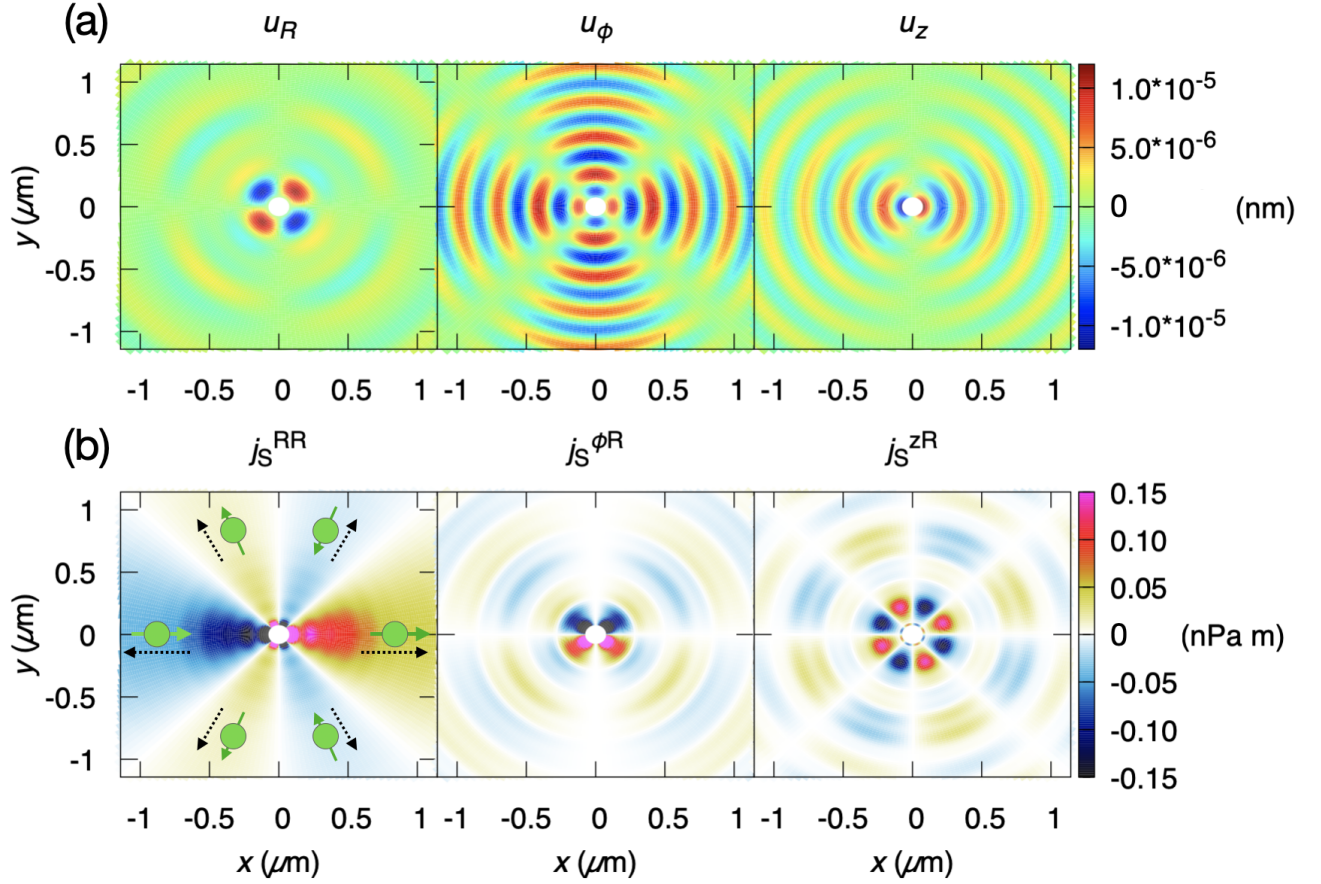 (a)
u_R u_ϕ u_z
1 0.5 0 -0.5 -1
y (μm)
-1 -0.5 0 0.5 1 -1 -0.5 0 0.5 1 -1 -0.5 0 0.5 1
1.0*10^-5
5.0*10^-6
0
-5.0*10^-6
-1.0*10^-5
(nm)
(b)
j_S^RR j_S^ϕR j_S^zR
1 0.5 0 -0.5 -1
y (μm)
-1 -0.5 0 0.5 1 -1 -0.5 0 0.5 1 -1 -0.5 0 0.5 1
x (μm) x (μm) x (μm)
0.15
0.10
0.05
0
-0.05
-0.10
-0.15
(nPa m)